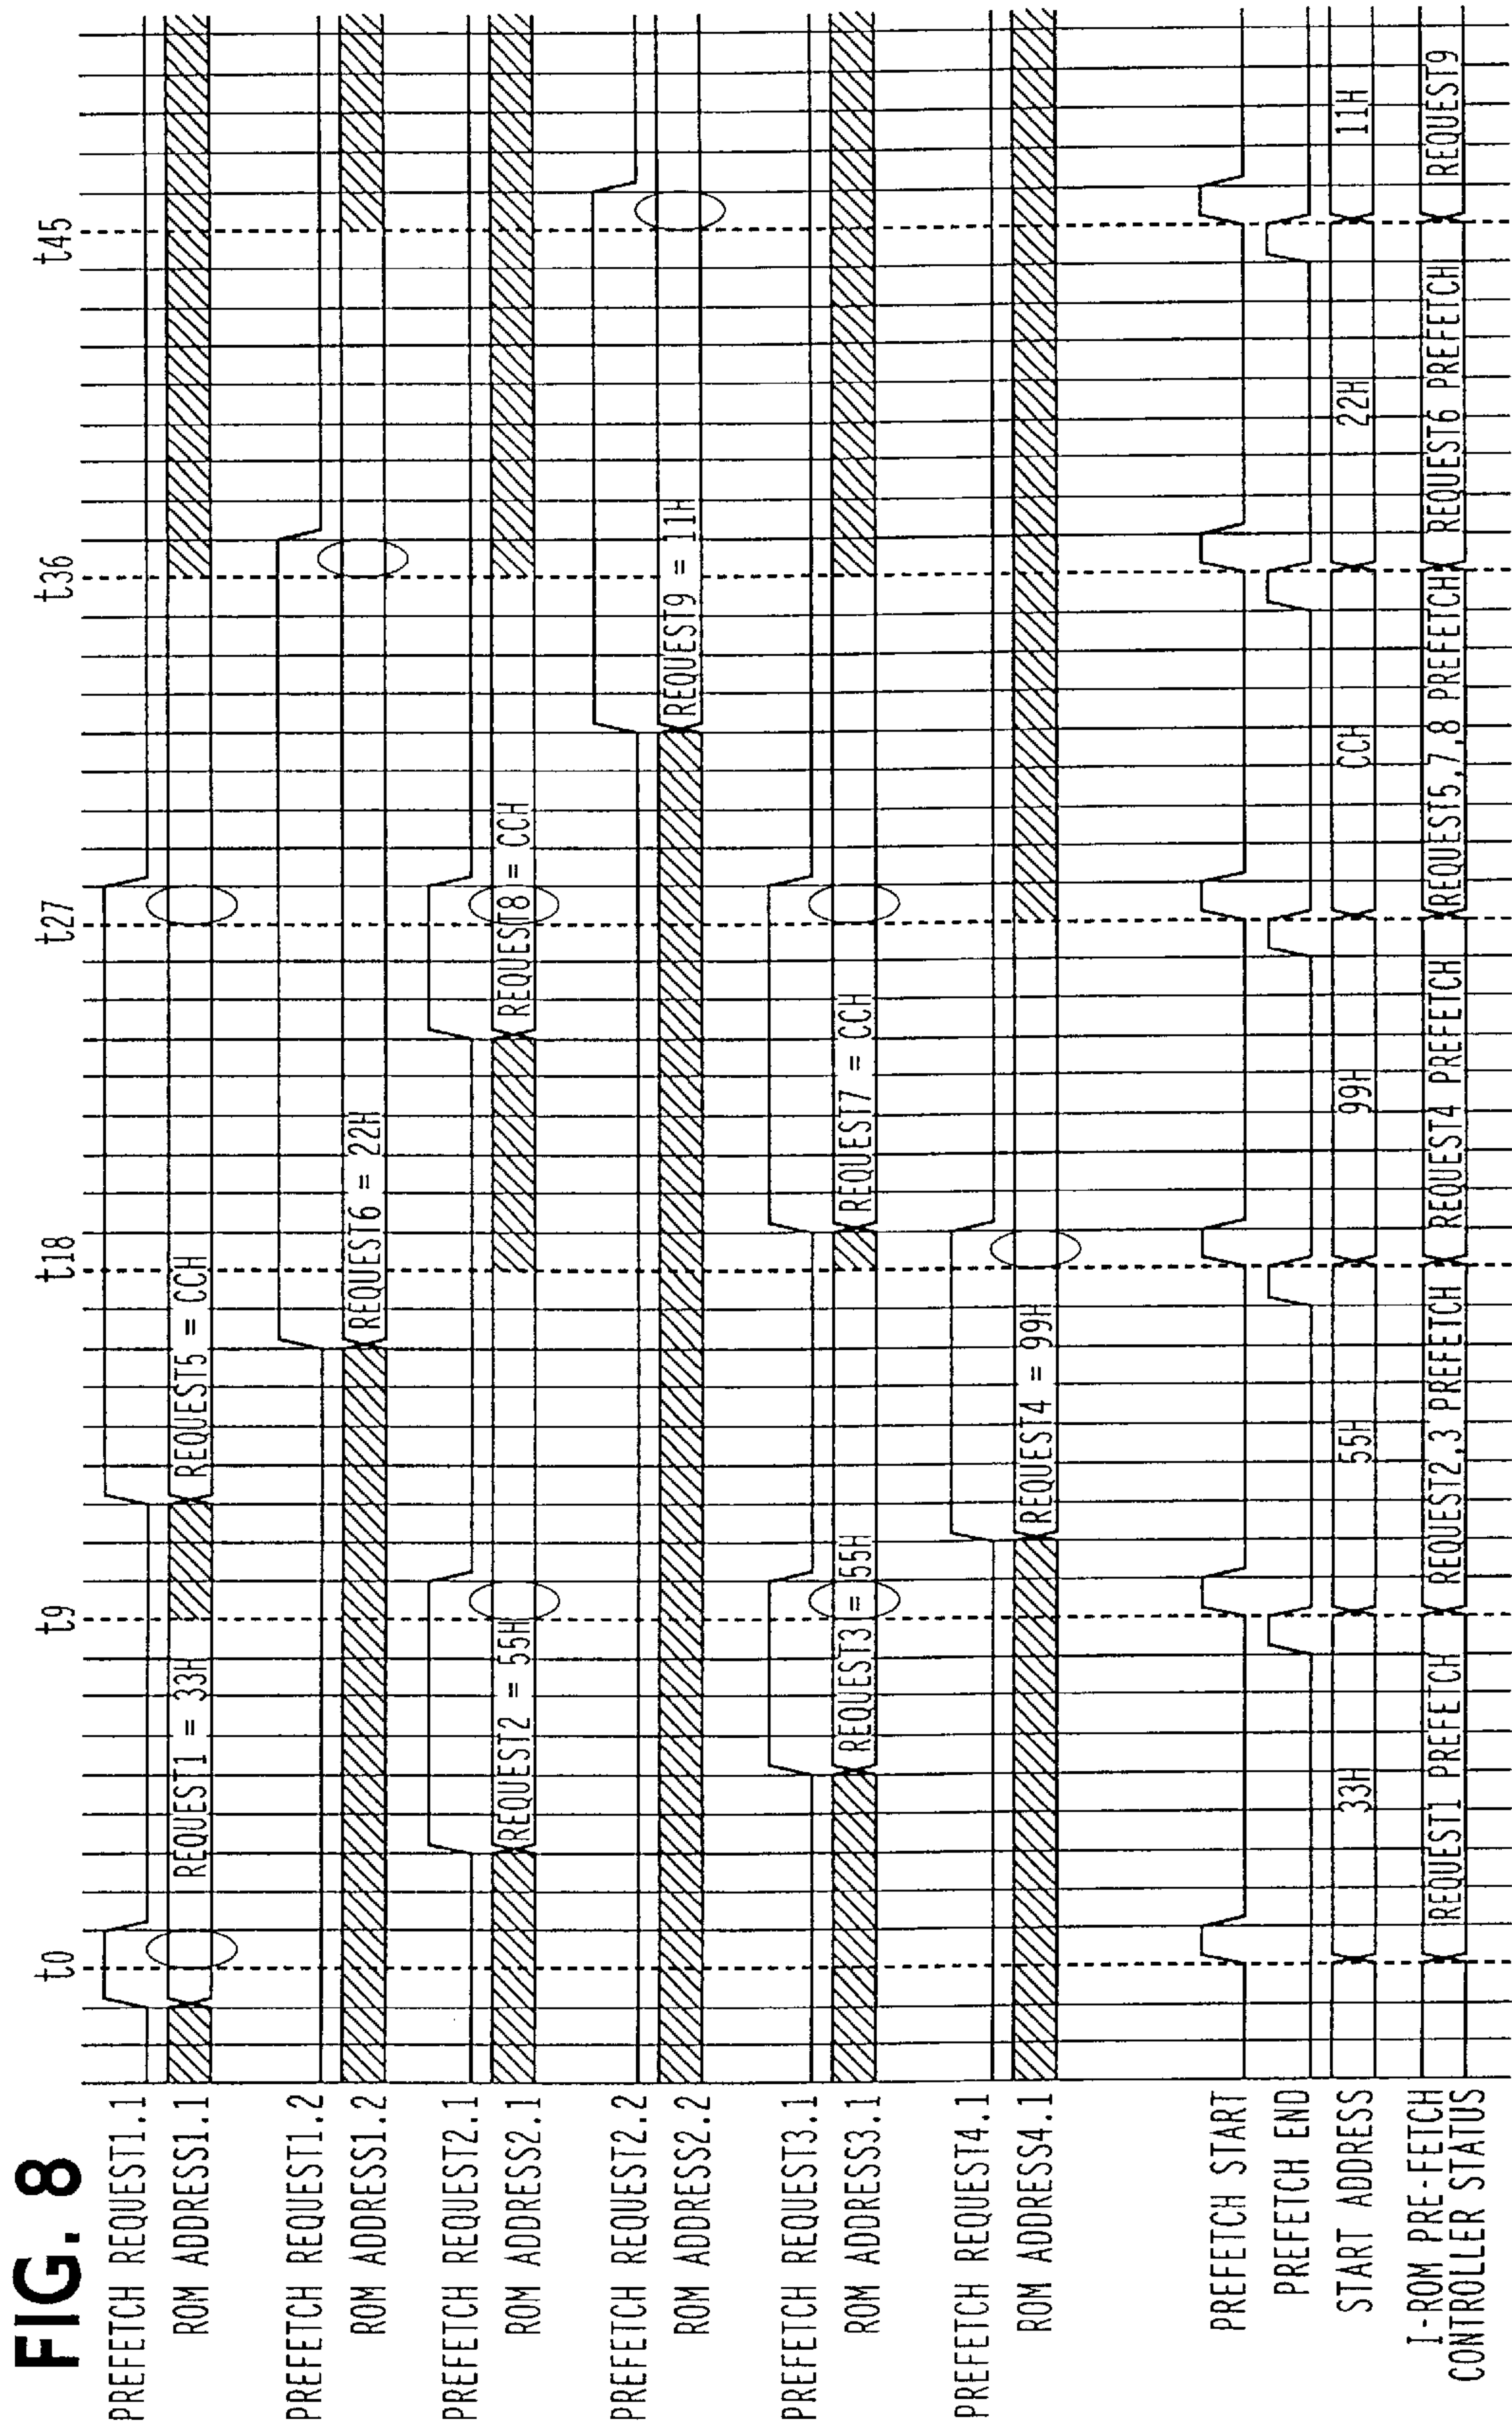 FIG. 8
t0 t9 t18 t27 t36 t45
PREFETCH REQUEST1.1
ROM ADDRESS1.1 REQUEST1 = 33H REQUEST5 = CCH
PREFETCH REQUEST1.2
ROM ADDRESS1.2 REQUEST6 = 22H
PREFETCH REQUEST2.1
ROM ADDRESS2.1 REQUEST2 = 55H REQUEST8 = CCH
PREFETCH REQUEST2.2
ROM ADDRESS2.2 REQUEST9 = 11H
PREFETCH REQUEST3.1
ROM ADDRESS3.1 REQUEST3 = 55H REQUEST7 = CCH
PREFETCH REQUEST4.1
ROM ADDRESS4.1 REQUEST4 = 99H
PREFETCH START
PREFETCH END
START ADDRESS 33H 55H 99H CCH 22H 11H
I-ROM PRE-FETCH
CONTROLLER STATUS REQUEST1 PREFETCH REQUEST2,3 PREFETCH REQUEST4 PREFETCH REQUEST5,7,8 PREFETCH REQUEST6 PREFETCH REQUEST9